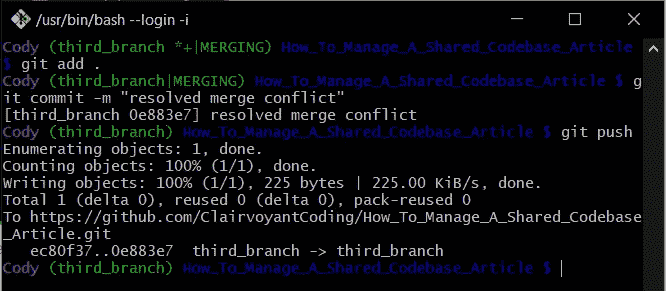 /usr/bin/bash --login -i
Cody (third_branch *+|MERGING) How_To_Manage_A_Shared_Codebase_Article
$ git add .
Cody (third_branch|MERGING) How_To_Manage_A_Shared_Codebase_Article $ g
it commit -m "resolved merge conflict"
[third_branch 0e883e7] resolved merge conflict
Cody (third_branch) How_To_Manage_A_Shared_Codebase_Article $ git push
Enumerating objects: 1, done.
Counting objects: 100% (1/1), done.
Writing objects: 100% (1/1), 225 bytes | 225.00 KiB/s, done.
Total 1 (delta 0), reused 0 (delta 0), pack-reused 0
To https://github.com/ClairvoyantCoding/How_To_Manage_A_Shared_Codebase
_Article.git
ec80f37..0e883e7 third_branch -> third_branch
Cody (third_branch) How_To_Manage_A_Shared_Codebase_Article $